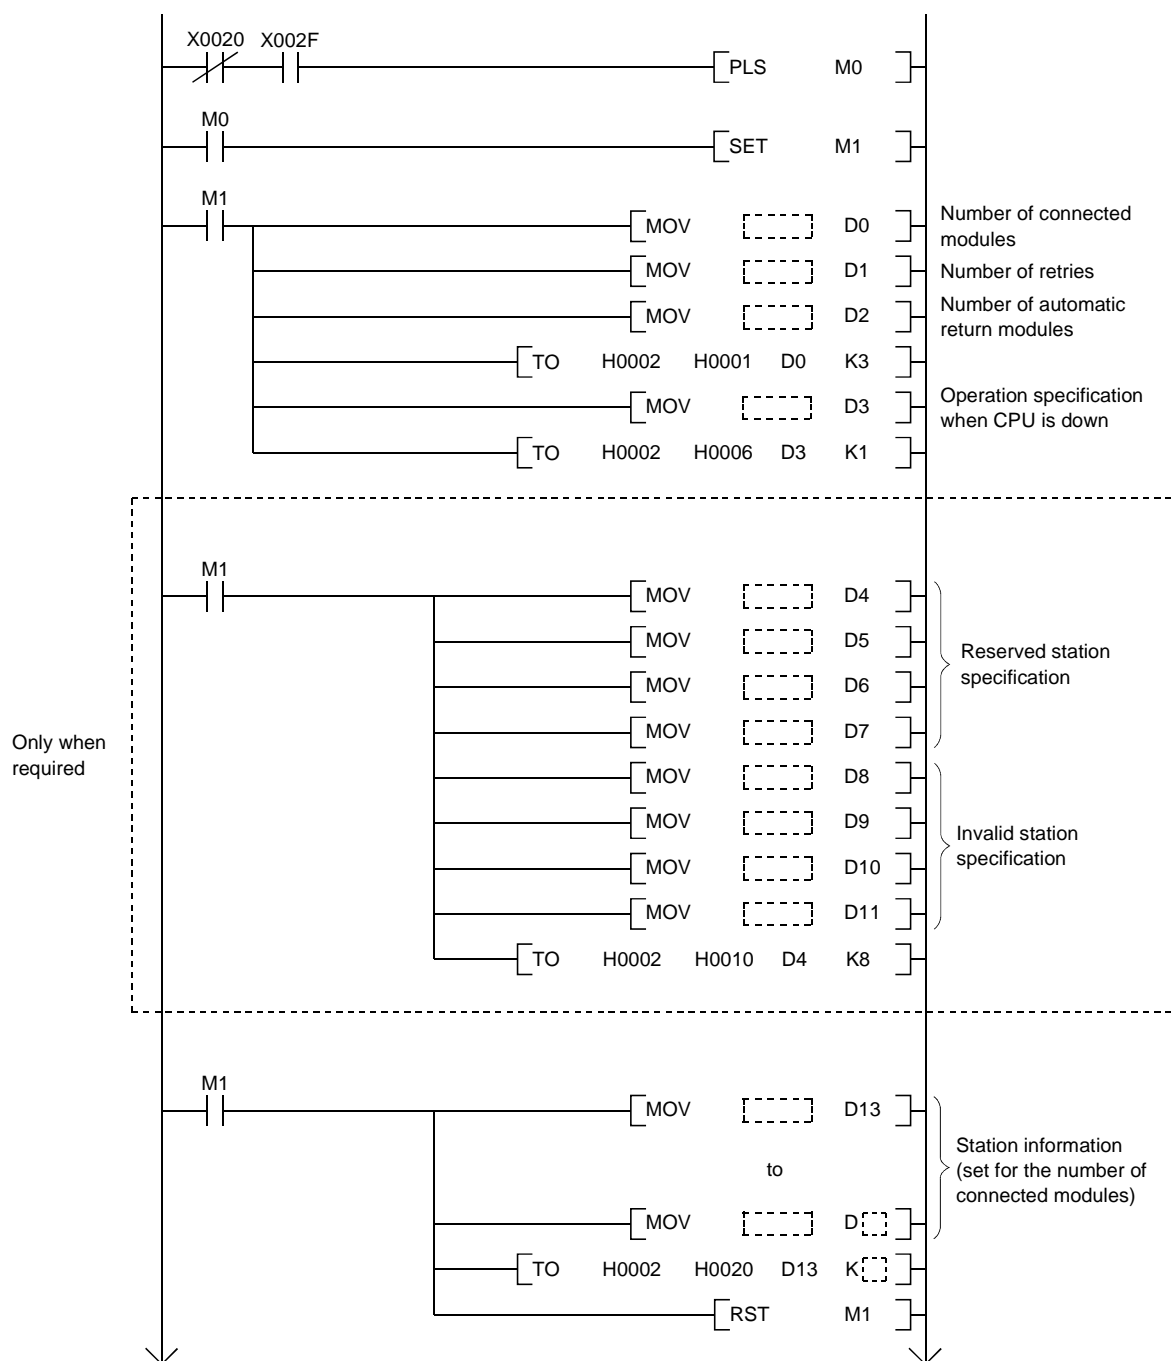 X0020 X002F
PLS M0
M0
SET M1
M1
MOV D0
Number of connected
modules
MOV D1
Number of retries
MOV D2
Number of automatic
return modules
TO H0002 H0001 D0 K3
MOV D3
Operation specification
when CPU is down
TO H0002 H0006 D3 K1
Only when
required
M1
MOV D4
MOV D5
MOV D6
MOV D7
Reserved station
specification
MOV D8
MOV D9
MOV D10
MOV D11
Invalid station
specification
TO H0002 H0010 D4 K8
M1
MOV D13
to
MOV D
Station information
(set for the number of
connected modules)
TO H0002 H0020 D13 K
RST M1